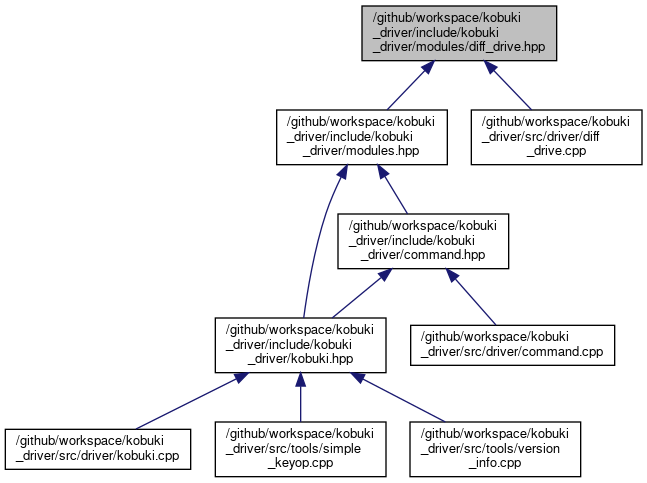 /github/workspace/kobuki
_driver/include/kobuki
_driver/modules/diff_drive.hpp
/github/workspace/kobuki
_driver/include/kobuki
_driver/modules.hpp
/github/workspace/kobuki
_driver/src/driver/diff
_drive.cpp
/github/workspace/kobuki
_driver/include/kobuki
_driver/command.hpp
/github/workspace/kobuki
_driver/include/kobuki
_driver/kobuki.hpp
/github/workspace/kobuki
_driver/src/driver/command.cpp
/github/workspace/kobuki
_driver/src/driver/kobuki.cpp
/github/workspace/kobuki
_driver/src/tools/simple
_keyop.cpp
/github/workspace/kobuki
_driver/src/tools/version
_info.cpp